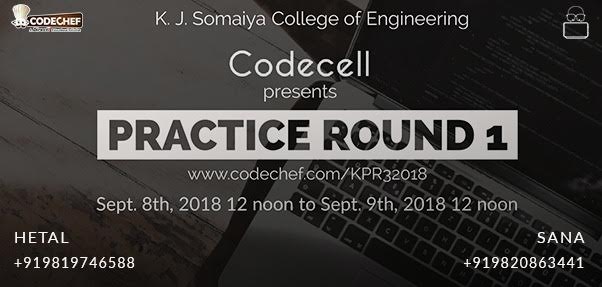 CODECHEF
K. J. Somaiya College of Engineering
Codecell
presents
PRACTICE ROUND 1
www.codechef.com/KPR32018
Sept. 8th, 2018 12 noon to Sept. 9th, 2018 12 noon
HETAL
+919819746588
SANA
+919820863441